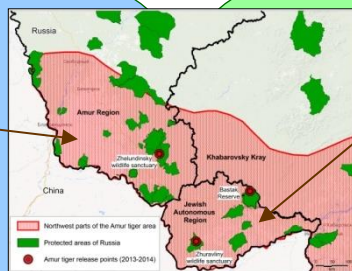 Russia
Amur Region
Zhelundinsky
wildlife sanctuary
Khabarovsky Kray
China
Bastak
Reserve
Jewish
Autonomous
Region
Zhuravliny
wildlife sanctuary
Northwest parts of the Amur tiger area
Protected areas of Russia
Amur tiger release points (2013-2014)